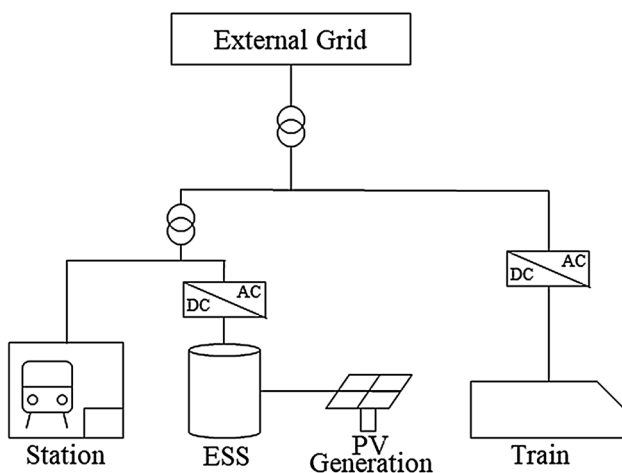 External Grid
DC AC
DC AC
Station
ESS
PV
Generation
Train